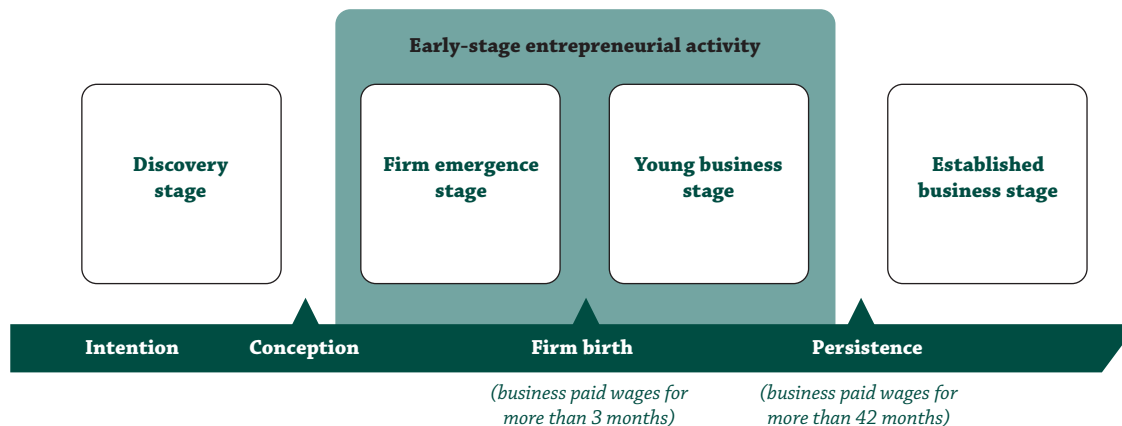 Early-stage entrepreneurial activity
Discovery
stage
Firm emergence
stage
Young business
stage
Established
business stage
Intention
Conception
Firm birth
Persistence
(business paid wages for
more than 3 months)
(business paid wages for
more than 42 months)